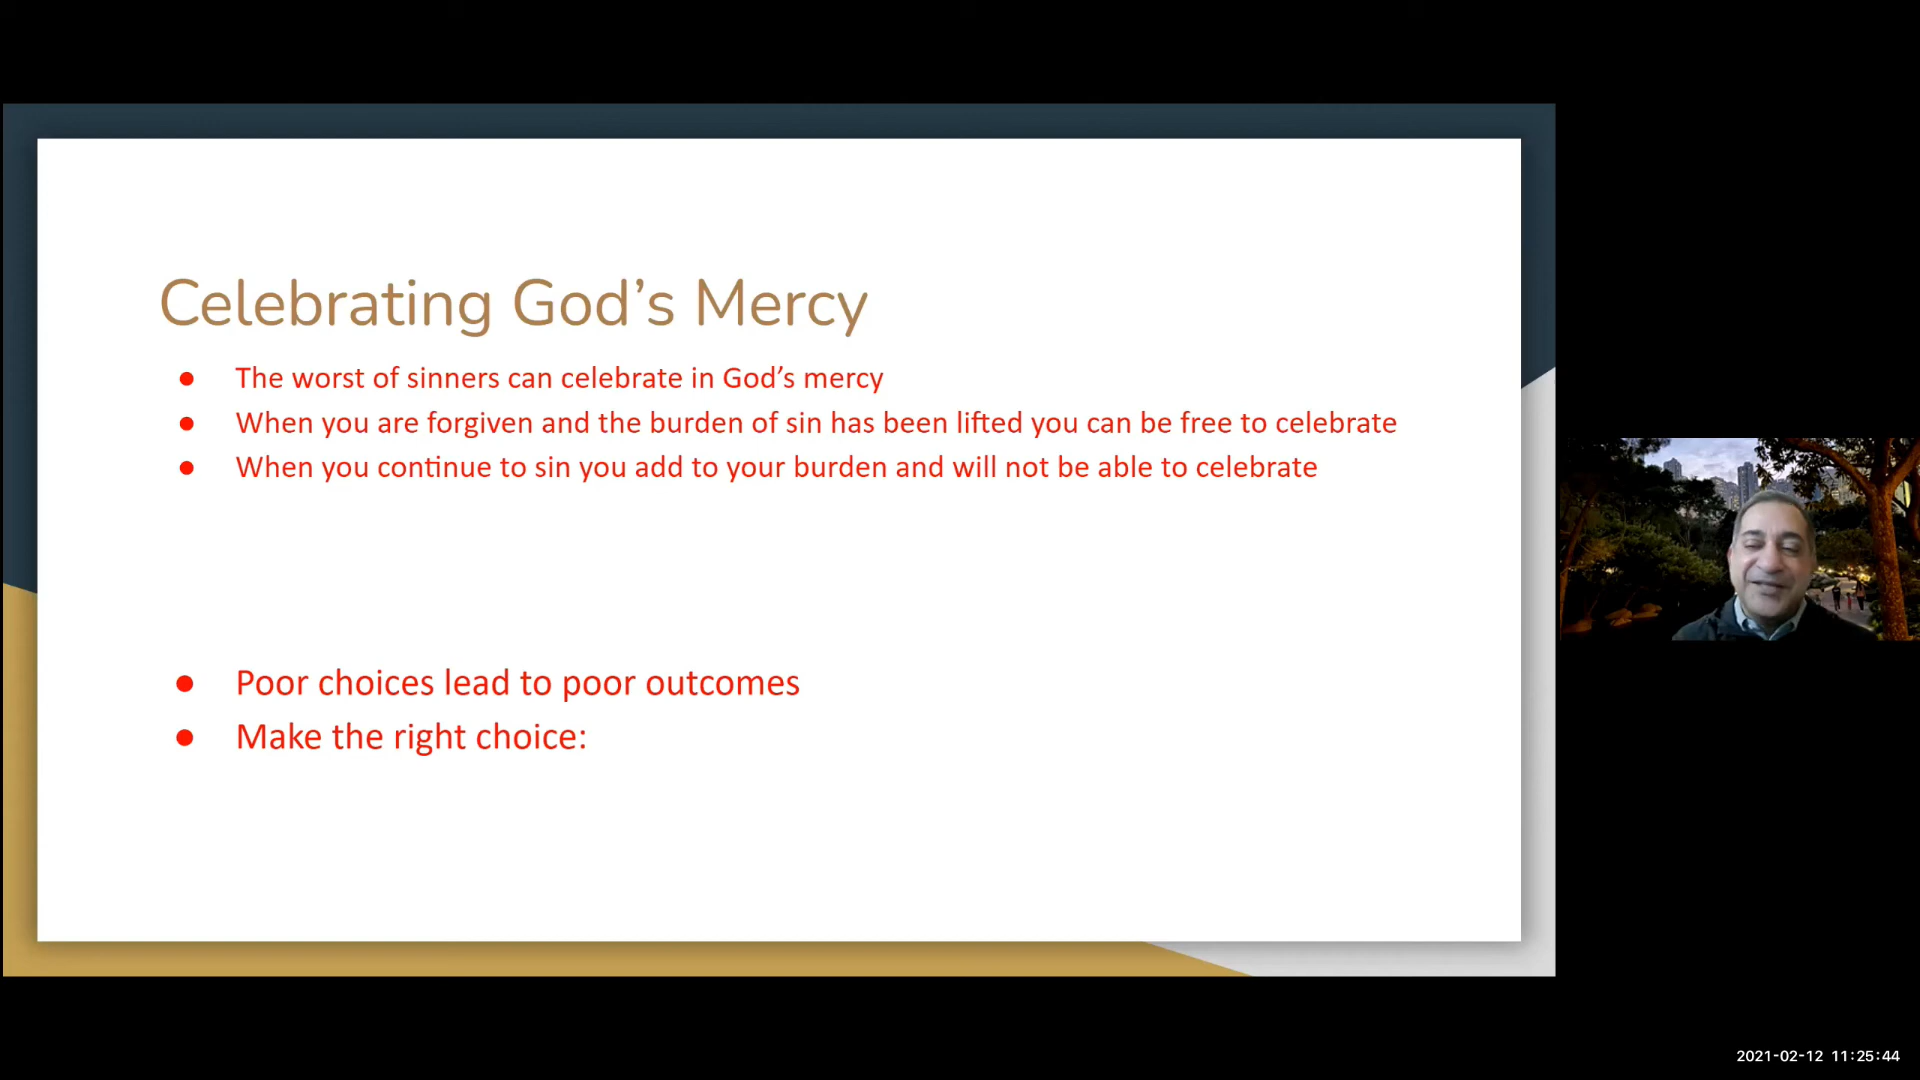 Celebrating God’s Mercy
● The worst of sinners can celebrate in God’s mercy
● When you are forgiven and the burden of sin has been lifted you can be free to celebrate
● When you continue to sin you add to your burden and will not be able to celebrate
● Poor choices lead to poor outcomes
● Make the right choice:
2021-02-12 11:25:44